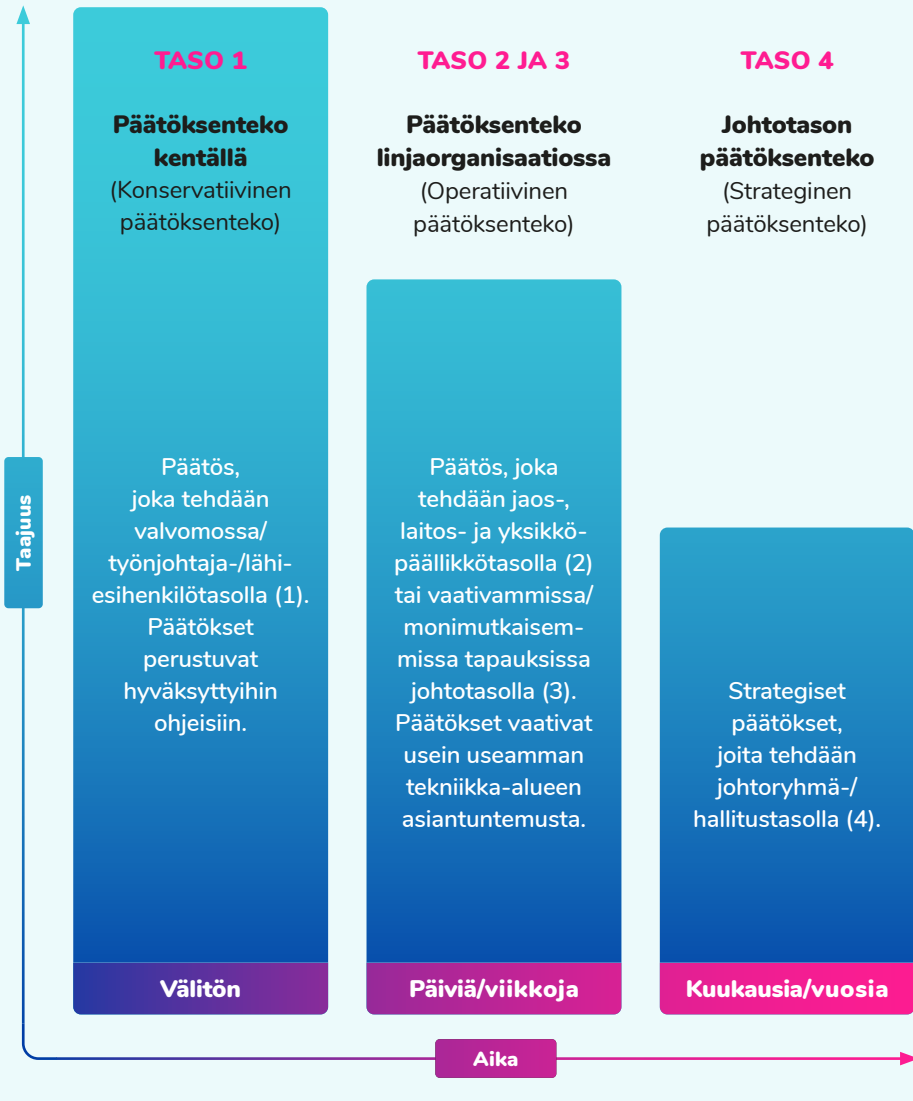 TASO 1
Päätöksenteko
kentällä
(Konservatiivinen
päätöksenteko)
Päätös,
joka tehdään
valvomossa/
työnjohtaja-/lähi-
esihenkilötasolla (1).
Päätökset
perustuvat
hyväksyttyihin
ohjeisiin.
Välitön
TASO 2 JA 3
Päätöksenteko
linjaorganisaatiossa
(Operatiivinen
päätöksenteko)
Päätös, joka
tehdään jaos-,
laitos- ja yksikkö-
päällikkötasolla (2)
tai vaativammissa/
monimutkaisem-
missa tapauksissa
johtotasolla (3).
Päätökset vaativat
usein useamman
tekniikka-alueen
asiantuntemusta.
Päiviä/viikkoja
TASO 4
Johtotason
päätöksenteko
(Strateginen
päätöksenteko)
Strategiset
päätökset,
joita tehdään
johtoryhmä-/
hallitustasolla (4).
Kuukausia/vuosia
Taajuus
Aika